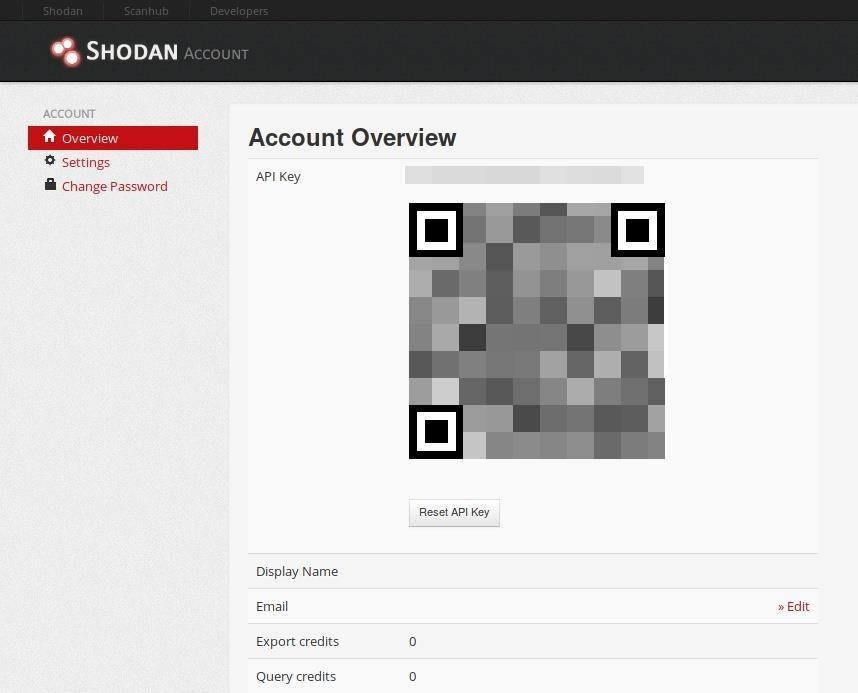 Shodan Scanhub Developers
SHODAN ACCOUNT
ACCOUNT
Overview
Settings
Change Password
Account Overview
API Key
Reset API Key
Display Name
Email » Edit
Export credits 0
Query credits 0